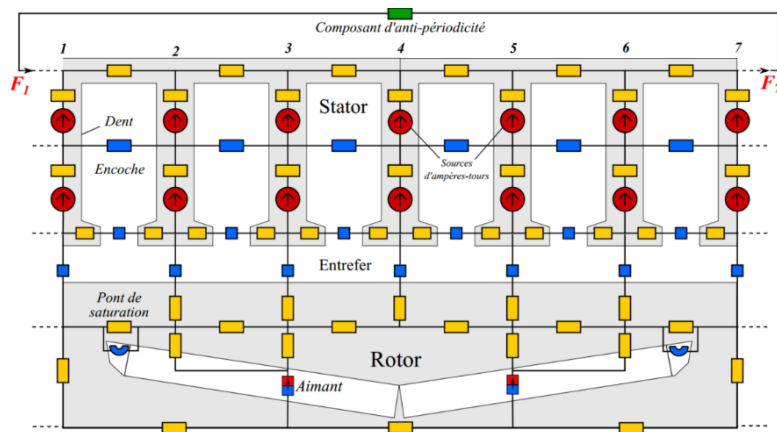 Composant d'anti-périodicité
1 2 3 4 5 6 7
F1 F7
Stator
Dent
Encoche
Sources
d'ampères-tours
Entrefer
Pont de
saturation
Rotor
Aimant